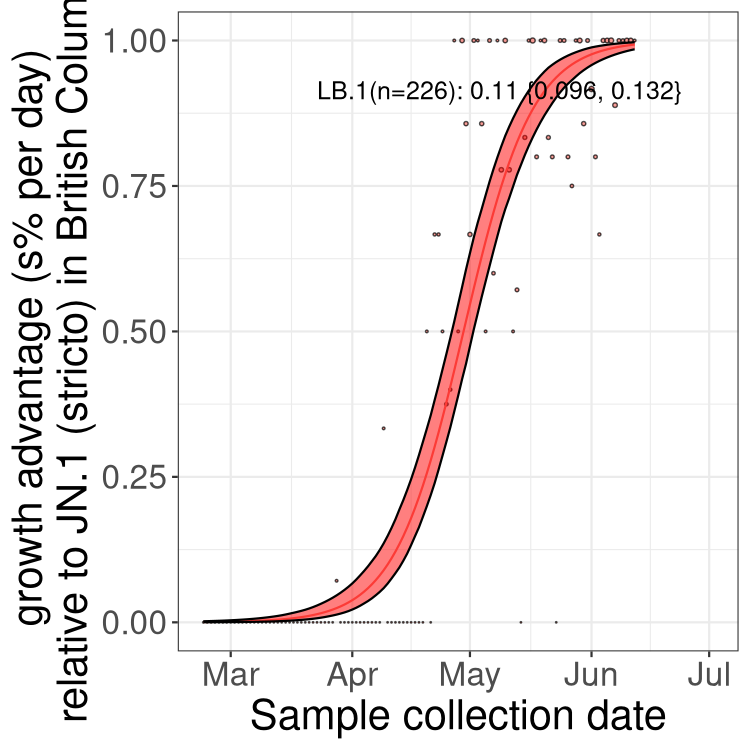 growth advantage (s% per day)
relative to JN.1 (stricto) in British Colum
1.00
0.75
0.50
0.25
0.00
LB.1(n=226): 0.11 {0.096, 0.132}
Mar Apr May Jun Jul
Sample collection date